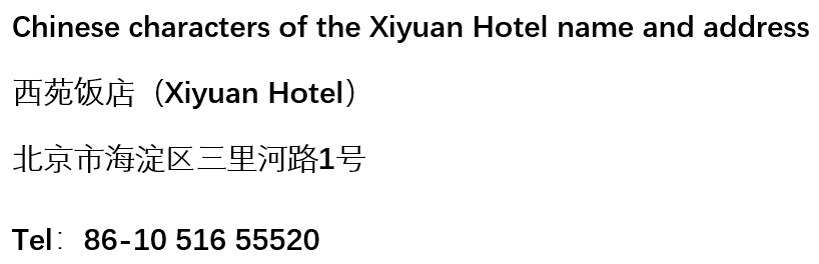 Chinese characters of the Xiyuan Hotel name and address
西苑饭店（Xiyuan Hotel）
北京市海淀区三里河路1号
Tel：86-10 516 55520